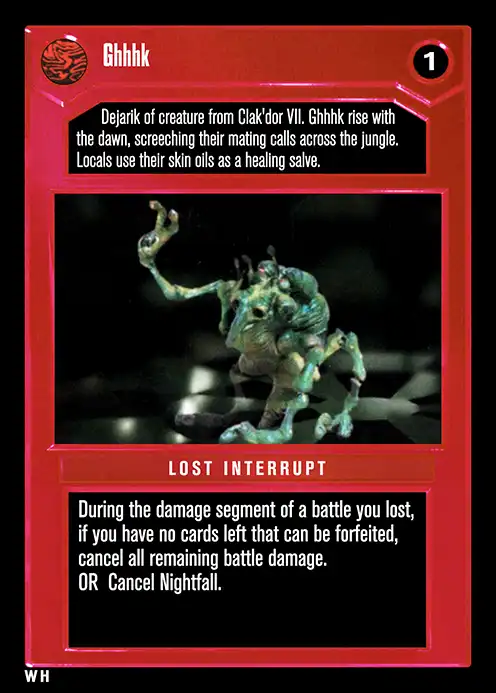 Ghhhk
1
Dejarik of creature from Clak'dor VII. Ghhhk rise with
the dawn, screeching their mating calls across the jungle.
Locals use their skin oils as a healing salve.
LOST INTERRUPT
During the damage segment of a battle you lost,
if you have no cards left that can be forfeited,
cancel all remaining battle damage.
OR Cancel Nightfall.
WH